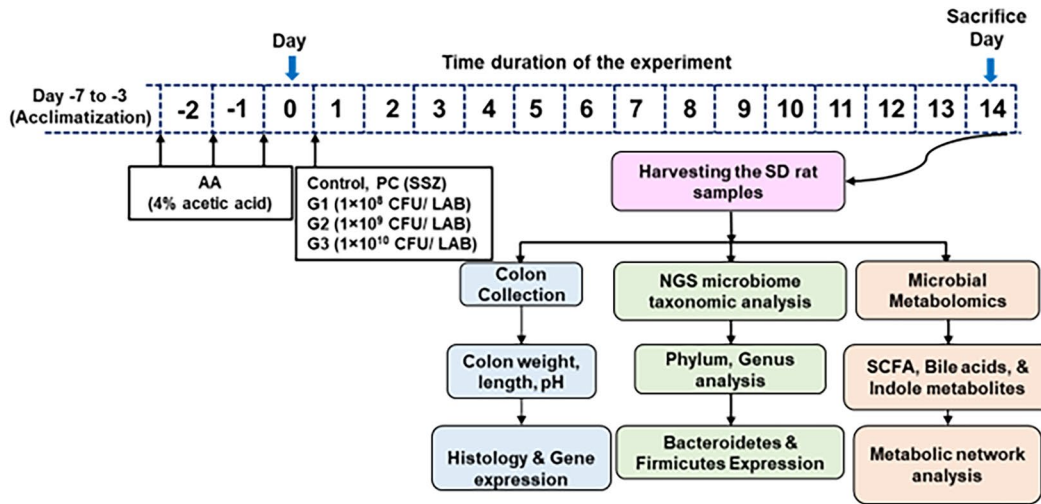 Sacrifice
Day
Day
Time duration of the experiment
Day -7 to -3
(Acclimatization)
-2 -1 0 1 2 3 4 5 6 7 8 9 10 11 12 13 14
AA
(4% acetic acid)
Control, PC (SSZ)
G1 (1×10⁸ CFU/ LAB)
G2 (1×10⁹ CFU/ LAB)
G3 (1×10¹⁰ CFU/ LAB)
Harvesting the SD rat
samples
Colon
Collection
Colon weight,
length, pH
Histology & Gene
expression
NGS microbiome
taxonomic analysis
Phylum, Genus
analysis
Bacteroidetes &
Firmicutes Expression
Microbial
Metabolomics
SCFA, Bile acids, &
Indole metabolites
Metabolic network
analysis